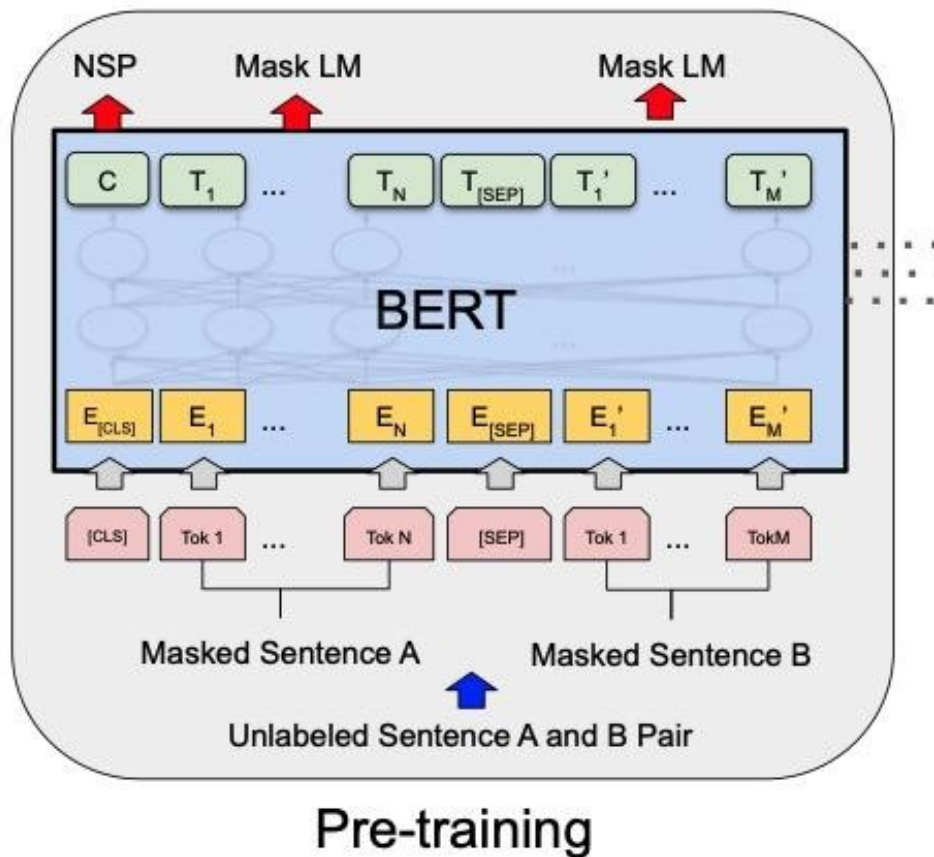 NSP Mask LM Mask LM
C T1 ... TN T[SEP] T1' ... TM'
...
BERT
...
E[CLS] E1 ... EN E[SEP] E1' ... EM'
[CLS] Tok 1 ... Tok N [SEP] Tok 1 ... TokM
Masked Sentence A Masked Sentence B
Unlabeled Sentence A and B Pair
Pre-training